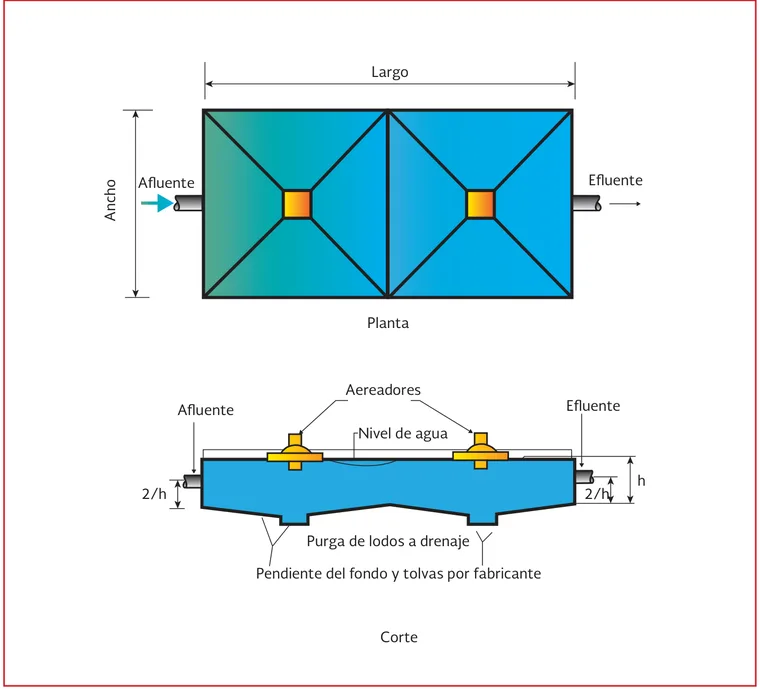 Largo
Ancho
Afluente
Efluente
Planta
Aereadores
Afluente
Efluente
Nivel de agua
2/h
2/h
h
Purga de lodos a drenaje
Pendiente del fondo y tolvas por fabricante
Corte